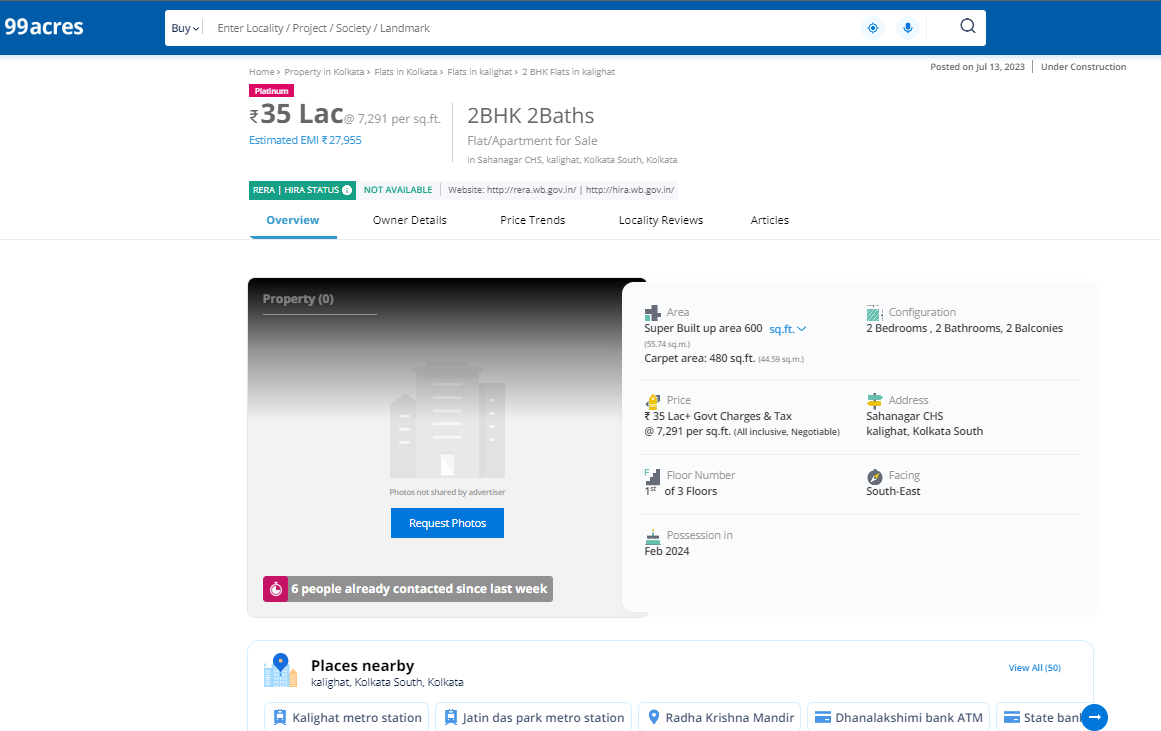 99acres
Buy
Enter Locality / Project / Society / Landmark
Posted on Jul 13, 2023 | Under Construction
Home › Property in Kolkata › Flats in Kolkata › Flats in kalighat › 2 BHK Flats in kalighat
Platinum
₹35 Lac @ 7,291 per sq.ft.
Estimated EMI ₹ 27,955
2BHK 2Baths
Flat/Apartment for Sale
in Sahanagar CHS, kalighat, Kolkata South, Kolkata
RERA | HIRA STATUS i NOT AVAILABLE Website: http://rera.wb.gov.in/ | http://hira.wb.gov.in/
Overview Owner Details Price Trends Locality Reviews Articles
Property (0)
Photos not shared by advertiser
Request Photos
6 people already contacted since last week
Area
Super Built up area 600 sq.ft.
(55.74 sq.m.)
Carpet area: 480 sq.ft. (44.59 sq.m.)
Configuration
2 Bedrooms , 2 Bathrooms, 2 Balconies
Price
₹ 35 Lac+ Govt Charges & Tax
@ 7,291 per sq.ft. (All inclusive, Negotiable)
Address
Sahanagar CHS
kalighat, Kolkata South
F
Floor Number
1st of 3 Floors
Facing
South-East
Possession in
Feb 2024
Places nearby
kalighat, Kolkata South, Kolkata
View All (50)
Kalighat metro station Jatin das park metro station Radha Krishna Mandir Dhanalakshimi bank ATM State bank